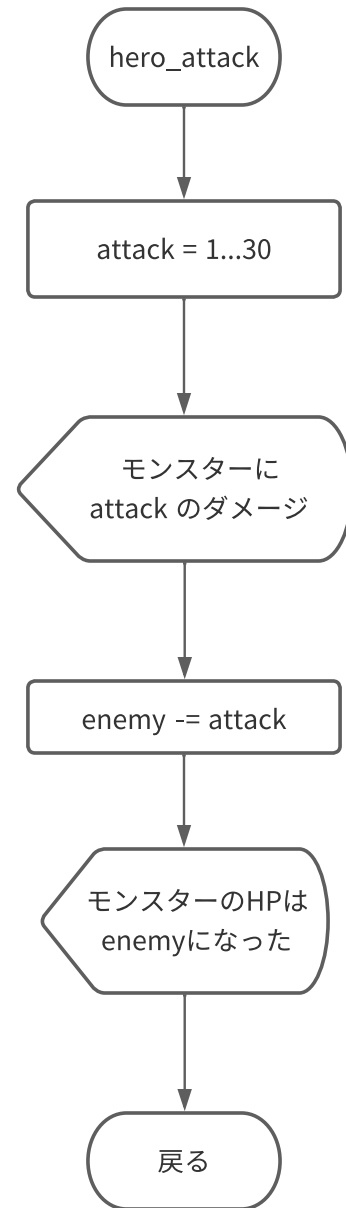 hero_attack
attack = 1...30
モンスターに
attack のダメージ
enemy -= attack
モンスターのHPは
enemyになった
戻る